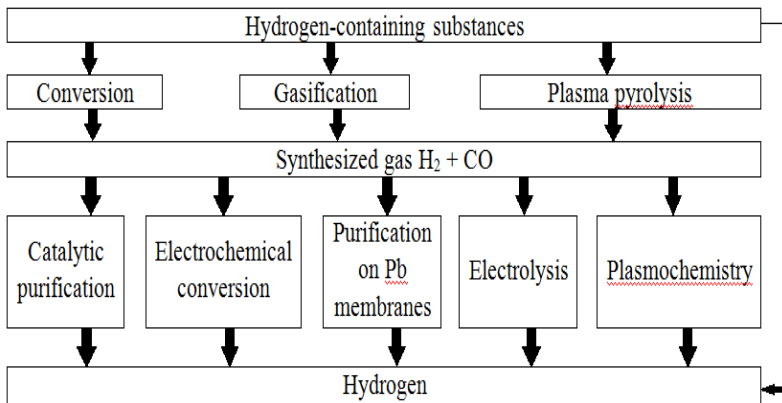 Hydrogen-containing substances
Conversion
Gasification
Plasma pyrolysis
Synthesized gas H₂ + CO
Catalytic
purification
Electrochemical
conversion
Purification
on Pb
membranes
Electrolysis
Plasmochemistry
Hydrogen